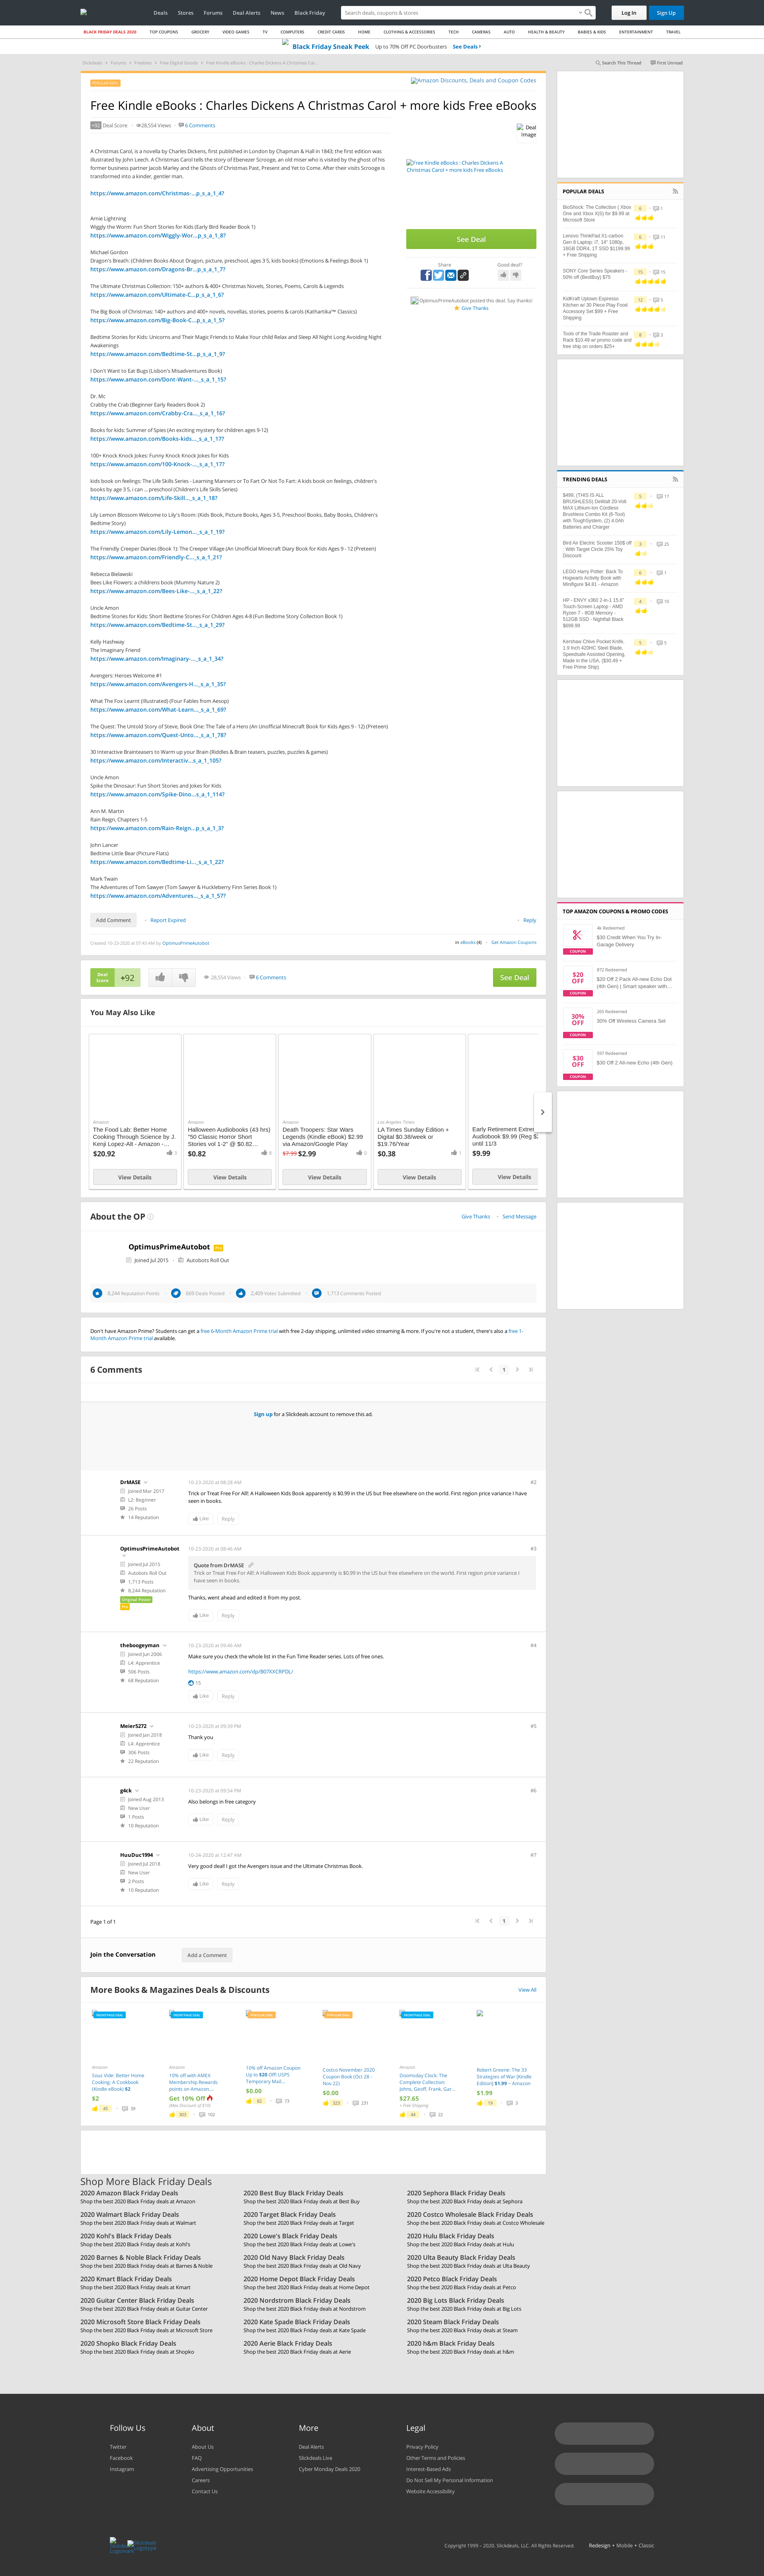 Deals
Stores
Forums
Deal Alerts
News
Black Friday
Search deals, coupons & stores
Log In
Sign Up
BLACK FRIDAY DEALS 2020
TOP COUPONS
GROCERY
VIDEO GAMES
TV
COMPUTERS
CREDIT CARDS
HOME
CLOTHING & ACCESSORIES
TECH
CAMERAS
AUTO
HEALTH & BEAUTY
BABIES & KIDS
ENTERTAINMENT
TRAVEL
Black Friday Sneak Peek Up to 70% Off PC Doorbusters See Deals
Slickdeals > Forums > Freebies > Free Digital Goods > Free Kindle eBooks : Charles Dickens A Christmas Car...
Search This Thread
First Unread
Amazon Discounts, Deals and Coupon Codes
Free Kindle eBooks : Charles Dickens A Christmas Carol + more kids Free eBooks
+92 Deal Score
28,554 Views
6 Comments
Deal Image
A Christmas Carol, is a novella by Charles Dickens, first published in London by Chapman & Hall in 1843; the first edition was
illustrated by John Leech. A Christmas Carol tells the story of Ebenezer Scrooge, an old miser who is visited by the ghost of his former
business partner Jacob Marley and the Ghosts of Christmas Past, Present and Yet to Come. After their visits Scrooge is
transformed into a kinder, gentler man.
https://www.amazon.com/Christmas-...p_s_a_1_4?
Arnie Lightning
Wiggly the Worm: Fun Short Stories for Kids (Early Bird Reader Book 1)
https://www.amazon.com/Wiggly-Wor...p_s_a_1_8?
Michael Gordon
Dragon's Breath: (Children Books About Dragon, picture, preschool, ages 3 5, kids books) (Emotions & Feelings Book 1)
https://www.amazon.com/Dragons-Br...p_s_a_1_7?
The Ultimate Christmas Collection: 150+ authors & 400+ Christmas Novels, Stories, Poems, Carols & Legends
https://www.amazon.com/Ultimate-C...p_s_a_1_6?
The Big Book of Christmas: 140+ authors and 400+ novels, novellas, stories, poems & carols (Kathartika™ Classics)
https://www.amazon.com/Big-Book-C...p_s_a_1_5?
Bedtime Stories for Kids: Unicorns and Their Magic Friends to Make Your child Relax and Sleep All Night Long Avoiding Night
Awakenings
https://www.amazon.com/Bedtime-St...p_s_a_1_9?
I Don't Want to Eat Bugs (Lisbon's Misadventures Book)
https://www.amazon.com/Dont-Want-..._s_a_1_15?
Dr. Mc
Crabby the Crab (Beginner Early Readers Book 2)
https://www.amazon.com/Crabby-Cra..._s_a_1_16?
Books for kids: Summer of Spies (An exciting mystery for children ages 9-12)
https://www.amazon.com/Books-kids..._s_a_1_17?
100+ Knock Knock Jokes: Funny Knock Knock Jokes for Kids
https://www.amazon.com/100-Knock-..._s_a_1_17?
kids book on feelings: The Life Skills Series - Learning Manners or To Fart Or Not To Fart: A kids book on feelings, children's
books by age 3 5, i can ... preschool (Children's Life Skills Series)
https://www.amazon.com/Life-Skill..._s_a_1_18?
Lily Lemon Blossom Welcome to Lily's Room: (Kids Book, Picture Books, Ages 3-5, Preschool Books, Baby Books, Children's
Bedtime Story)
https://www.amazon.com/Lily-Lemon..._s_a_1_19?
The Friendly Creeper Diaries (Book 1): The Creeper Village (An Unofficial Minecraft Diary Book for Kids Ages 9 - 12 (Preteen)
https://www.amazon.com/Friendly-C..._s_a_1_21?
Rebecca Bielawski
Bees Like Flowers: a childrens book (Mummy Nature 2)
https://www.amazon.com/Bees-Like-..._s_a_1_22?
Uncle Amon
Bedtime Stories for Kids: Short Bedtime Stories For Children Ages 4-8 (Fun Bedtime Story Collection Book 1)
https://www.amazon.com/Bedtime-St..._s_a_1_29?
Kelly Hashway
The Imaginary Friend
https://www.amazon.com/Imaginary-..._s_a_1_34?
Avengers: Heroes Welcome #1
https://www.amazon.com/Avengers-H..._s_a_1_35?
What The Fox Learnt (Illustrated) (Four Fables from Aesop)
https://www.amazon.com/What-Learn..._s_a_1_69?
The Quest: The Untold Story of Steve, Book One: The Tale of a Hero (An Unofficial Minecraft Book for Kids Ages 9 - 12) (Preteen)
https://www.amazon.com/Quest-Unto..._s_a_1_78?
30 Interactive Brainteasers to Warm up your Brain (Riddles & Brain teasers, puzzles, puzzles & games)
https://www.amazon.com/Interactiv...s_a_1_105?
Uncle Amon
Spike the Dinosaur: Fun Short Stories and Jokes for Kids
https://www.amazon.com/Spike-Dino...s_a_1_114?
Ann M. Martin
Rain Reign, Chapters 1-5
https://www.amazon.com/Rain-Reign...p_s_a_1_3?
John Lancer
Bedtime Little Bear (Picture Flats)
https://www.amazon.com/Bedtime-Li..._s_a_1_22?
Mark Twain
The Adventures of Tom Sawyer (Tom Sawyer & Huckleberry Finn Series Book 1)
https://www.amazon.com/Adventures..._s_a_1_57?
Free Kindle eBooks : Charles Dickens A Christmas Carol + more kids Free eBooks
See Deal
Share
Good deal?
OptimusPrimeAutobot posted this deal. Say thanks!
Give Thanks
Add Comment
Report Expired
Reply
Created 10-23-2020 at 07:43 AM by OptimusPrimeAutobot
in eBooks (4)
Get Amazon Coupons
Deal Score +92
28,554 Views
6 Comments
See Deal
You May Also Like
Amazon
The Food Lab: Better Home
Cooking Through Science by J.
Kenji Lopez-Alt - Amazon -...
$20.92
View Details
Amazon
Halloween Audiobooks (43 hrs)
"50 Classic Horror Short
Stories vol 1-2" @ $0.82...
$0.82
View Details
Amazon
Death Troopers: Star Wars
Legends (Kindle eBook) $2.99
via Amazon/Google Play
$7.99 $2.99
View Details
Los Angeles Times
LA Times Sunday Edition +
Digital $0.38/week or
$19.76/Year
$0.38
View Details
Early Retirement Extrem
Audiobook $9.99 (Reg $2
until 11/3
$9.99
View Details
About the OP
Give Thanks
Send Message
OptimusPrimeAutobot
Pro
Joined Jul 2015
Autobots Roll Out
8,244 Reputation Points
669 Deals Posted
2,409 Votes Submitted
1,713 Comments Posted
Don't have Amazon Prime? Students can get a free 6-Month Amazon Prime trial with free 2-day shipping, unlimited video streaming & more. If you're not a student, there's also a free 1-
Month Amazon Prime trial available.
6 Comments
1
Sign up for a Slickdeals account to remove this ad.
DrMASE
Joined Mar 2017
L2: Beginner
26 Posts
14 Reputation
10-23-2020 at 08:28 AM
#2
Trick or Treat Free For All!: A Halloween Kids Book apparently is $0.99 in the US but free elsewhere on the world. First region price variance I have
seen in books.
Like
Reply
OptimusPrimeAutobot
Joined Jul 2015
Autobots Roll Out
1,713 Posts
8,244 Reputation
Original Poster
Pro
10-23-2020 at 08:46 AM
#3
Quote from DrMASE
Trick or Treat Free For All!: A Halloween Kids Book apparently is $0.99 in the US but free elsewhere on the world. First region price variance I
have seen in books.
Thanks, went ahead and edited it from my post.
Like
Reply
theboogeyman
Joined Jun 2006
L4: Apprentice
506 Posts
68 Reputation
10-23-2020 at 09:46 AM
#4
Make sure you check the whole list in the Fun Time Reader series. Lots of free ones.
https://www.amazon.com/dp/B07XXCRPDL/
15
Like
Reply
Meier5272
Joined Jan 2018
L4: Apprentice
306 Posts
22 Reputation
10-23-2020 at 09:39 PM
#5
Thank you
Like
Reply
g4ck
Joined Aug 2013
New User
1 Posts
10 Reputation
10-23-2020 at 09:54 PM
#6
Also belongs in free category
Like
Reply
HuuDuc1994
Joined Jul 2018
New User
2 Posts
10 Reputation
10-24-2020 at 12:47 AM
#7
Very good deal! I got the Avengers issue and the Ultimate Christmas Book.
Like
Reply
Page 1 of 1
1
Join the Conversation
Add a Comment
More Books & Magazines Deals & Discounts
View All
FRONTPAGE DEAL
Amazon
Sous Vide: Better Home
Cooking: A Cookbook
(Kindle eBook) $2
$2
FRONTPAGE DEAL
Amazon
10% off with AMEX
Membership Rewards
points on Amazon....
Get 10% Off
(Max Discount of $10)
10% off Amazon Coupon
Up to $20 Off! USPS
Temporary Mail...
$0.00
Costco November 2020
Coupon Book (Oct 28 -
Nov 22)
$0.00
FRONTPAGE DEAL
Amazon
Doomsday Clock: The
Complete Collection:
Johns, Geoff, Frank, Gar...
$27.65
+ Free Shipping
Robert Greene: The 33
Strategies of War [Kindle
Edition] $1.99 ~ Amazon
$1.99
POPULAR DEALS
BioShock: The Collection ( Xbox
One and Xbox X|S) for $9.99 at
Microsoft Store
Lenovo ThinkPad X1-carbon
Gen 8 Laptop: i7, 14" 1080p,
16GB DDR4, 1T SSD $1199.99
+ Free Shipping
SONY Core Series Speakers -
50% off (BestBuy) $75
Kidkraft Uptown Espresso
Kitchen w/ 30 Piece Play Food
Accessory Set $99 + Free
Shipping
Tools of the Trade Roaster and
Rack $10.49 w/ promo code and
free ship on orders $25+
TRENDING DEALS
$499, (THIS IS ALL
BRUSHLESS) DeWalt 20-Volt
MAX Lithium-ion Cordless
Brushless Combo Kit (6-Tool)
with ToughSystem, (2) 4.0Ah
Batteries and Charger
Bird Air Electric Scooter 150$ off
: With Target Circle 25% Toy
Discount
LEGO Harry Potter: Back To
Hogwarts Activity Book with
Minifigure $4.81 - Amazon
HP - ENVY x360 2-in-1 15.6"
Touch-Screen Laptop - AMD
Ryzen 7 - 8GB Memory -
512GB SSD - Nightfall Black
$699.99
Kershaw Chive Pocket Knife,
1.9 inch 420HC Steel Blade,
Speedsafe Assisted Opening,
Made in the USA, ($30.49 +
Free Prime Ship)
TOP AMAZON COUPONS & PROMO CODES
4k Redeemed
$30 Credit When You Try In-
Garage Delivery
COUPON
$20 OFF
COUPON
872 Redeemed
$20 Off 2 Pack All-new Echo Dot
(4th Gen) | Smart speaker with...
30% OFF
COUPON
265 Redeemed
30% Off Wireless Camera Set
$30 OFF
COUPON
597 Redeemed
$30 Off 2 All-new Echo (4th Gen)
Shop More Black Friday Deals
2020 Amazon Black Friday Deals
Shop the best 2020 Black Friday deals at Amazon
2020 Best Buy Black Friday Deals
Shop the best 2020 Black Friday deals at Best Buy
2020 Sephora Black Friday Deals
Shop the best 2020 Black Friday deals at Sephora
2020 Walmart Black Friday Deals
Shop the best 2020 Black Friday deals at Walmart
2020 Target Black Friday Deals
Shop the best 2020 Black Friday deals at Target
2020 Costco Wholesale Black Friday Deals
Shop the best 2020 Black Friday deals at Costco Wholesale
2020 Kohl's Black Friday Deals
Shop the best 2020 Black Friday deals at Kohl's
2020 Lowe's Black Friday Deals
Shop the best 2020 Black Friday deals at Lowe's
2020 Hulu Black Friday Deals
Shop the best 2020 Black Friday deals at Hulu
2020 Barnes & Noble Black Friday Deals
Shop the best 2020 Black Friday deals at Barnes & Noble
2020 Old Navy Black Friday Deals
Shop the best 2020 Black Friday deals at Old Navy
2020 Ulta Beauty Black Friday Deals
Shop the best 2020 Black Friday deals at Ulta Beauty
2020 Kmart Black Friday Deals
Shop the best 2020 Black Friday deals at Kmart
2020 Home Depot Black Friday Deals
Shop the best 2020 Black Friday deals at Home Depot
2020 Petco Black Friday Deals
Shop the best 2020 Black Friday deals at Petco
2020 Guitar Center Black Friday Deals
Shop the best 2020 Black Friday deals at Guitar Center
2020 Nordstrom Black Friday Deals
Shop the best 2020 Black Friday deals at Nordstrom
2020 Big Lots Black Friday Deals
Shop the best 2020 Black Friday deals at Big Lots
2020 Microsoft Store Black Friday Deals
Shop the best 2020 Black Friday deals at Microsoft Store
2020 Kate Spade Black Friday Deals
Shop the best 2020 Black Friday deals at Kate Spade
2020 Steam Black Friday Deals
Shop the best 2020 Black Friday deals at Steam
2020 Shopko Black Friday Deals
Shop the best 2020 Black Friday deals at Shopko
2020 Aerie Black Friday Deals
Shop the best 2020 Black Friday deals at Aerie
2020 h&m Black Friday Deals
Shop the best 2020 Black Friday deals at h&m
Follow Us
Twitter
Facebook
Instagram
About
About Us
FAQ
Advertising Opportunities
Careers
Contact Us
More
Deal Alerts
Slickdeals Live
Cyber Monday Deals 2020
Legal
Privacy Policy
Other Terms and Policies
Interest-Based Ads
Do Not Sell My Personal Information
Website Accessibility
Copyright 1999 - 2020. Slickdeals, LLC. All Rights Reserved.
Redesign • Mobile • Classic